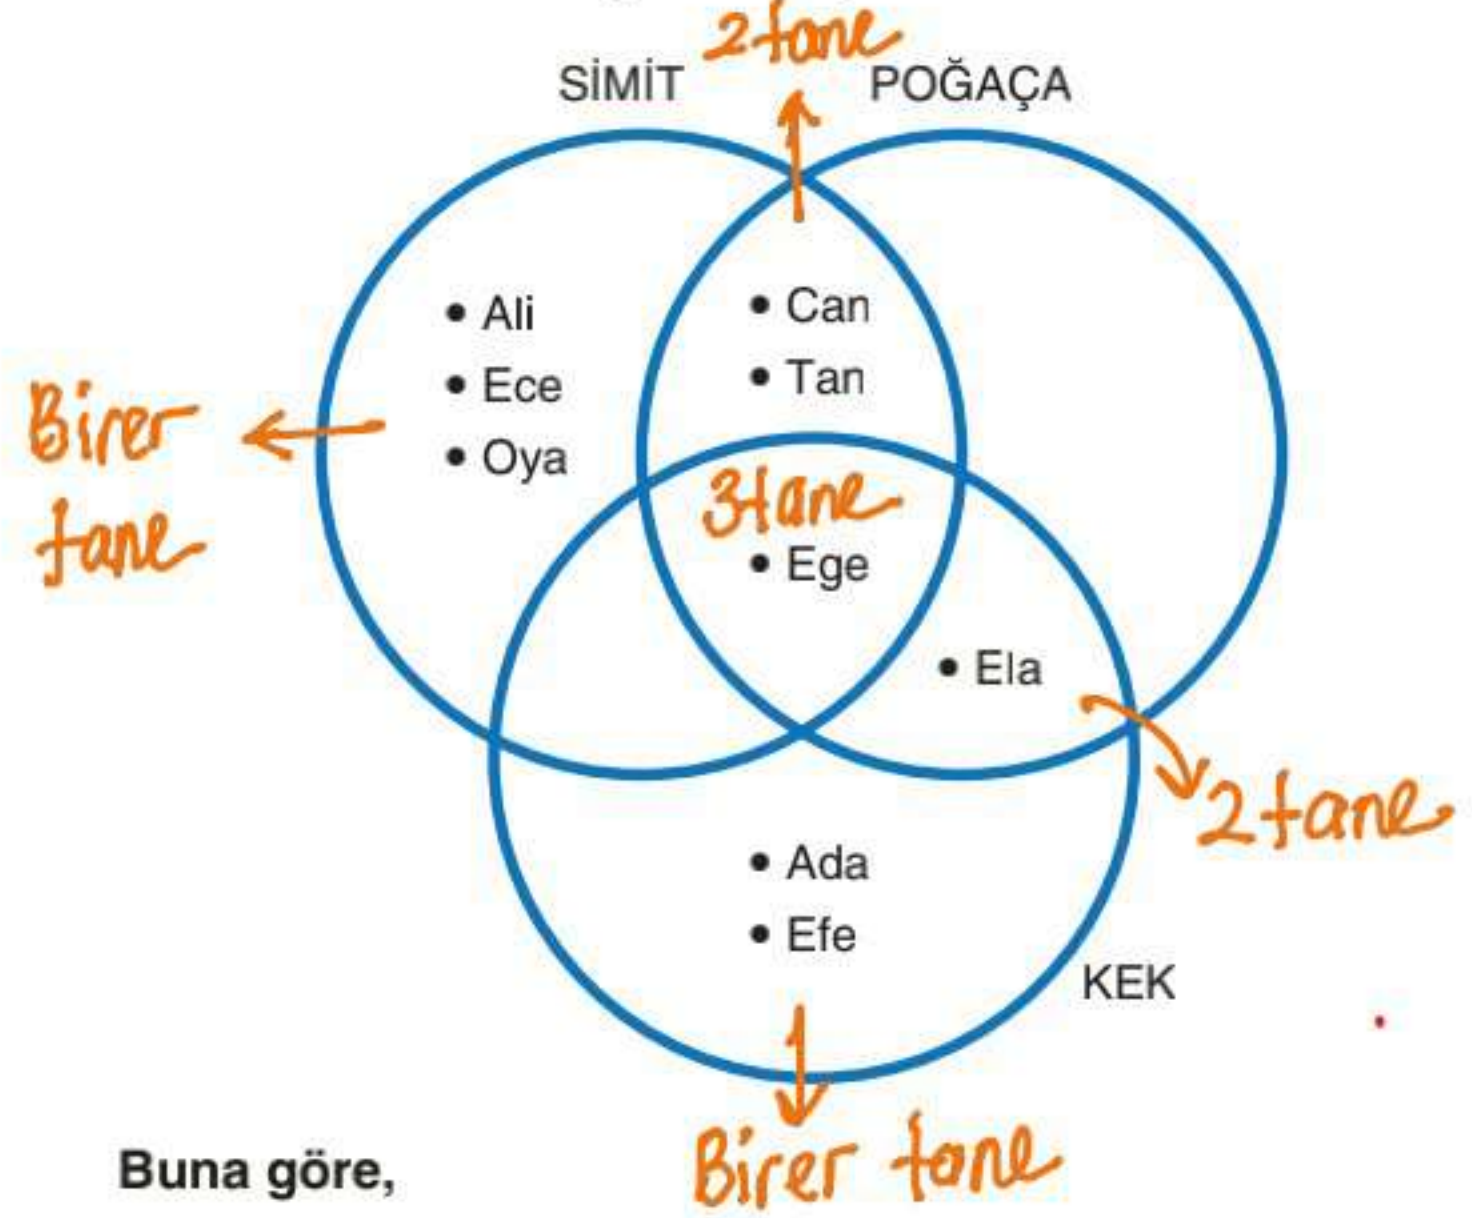 2 tane
SİMİT
POĞAÇA
• Ali
• Ece
• Oya
• Can
• Tan
Birer
tane
3 tane
• Ege
• Ela
2 tane
• Ada
• Efe
KEK
Birer tane
Buna göre,